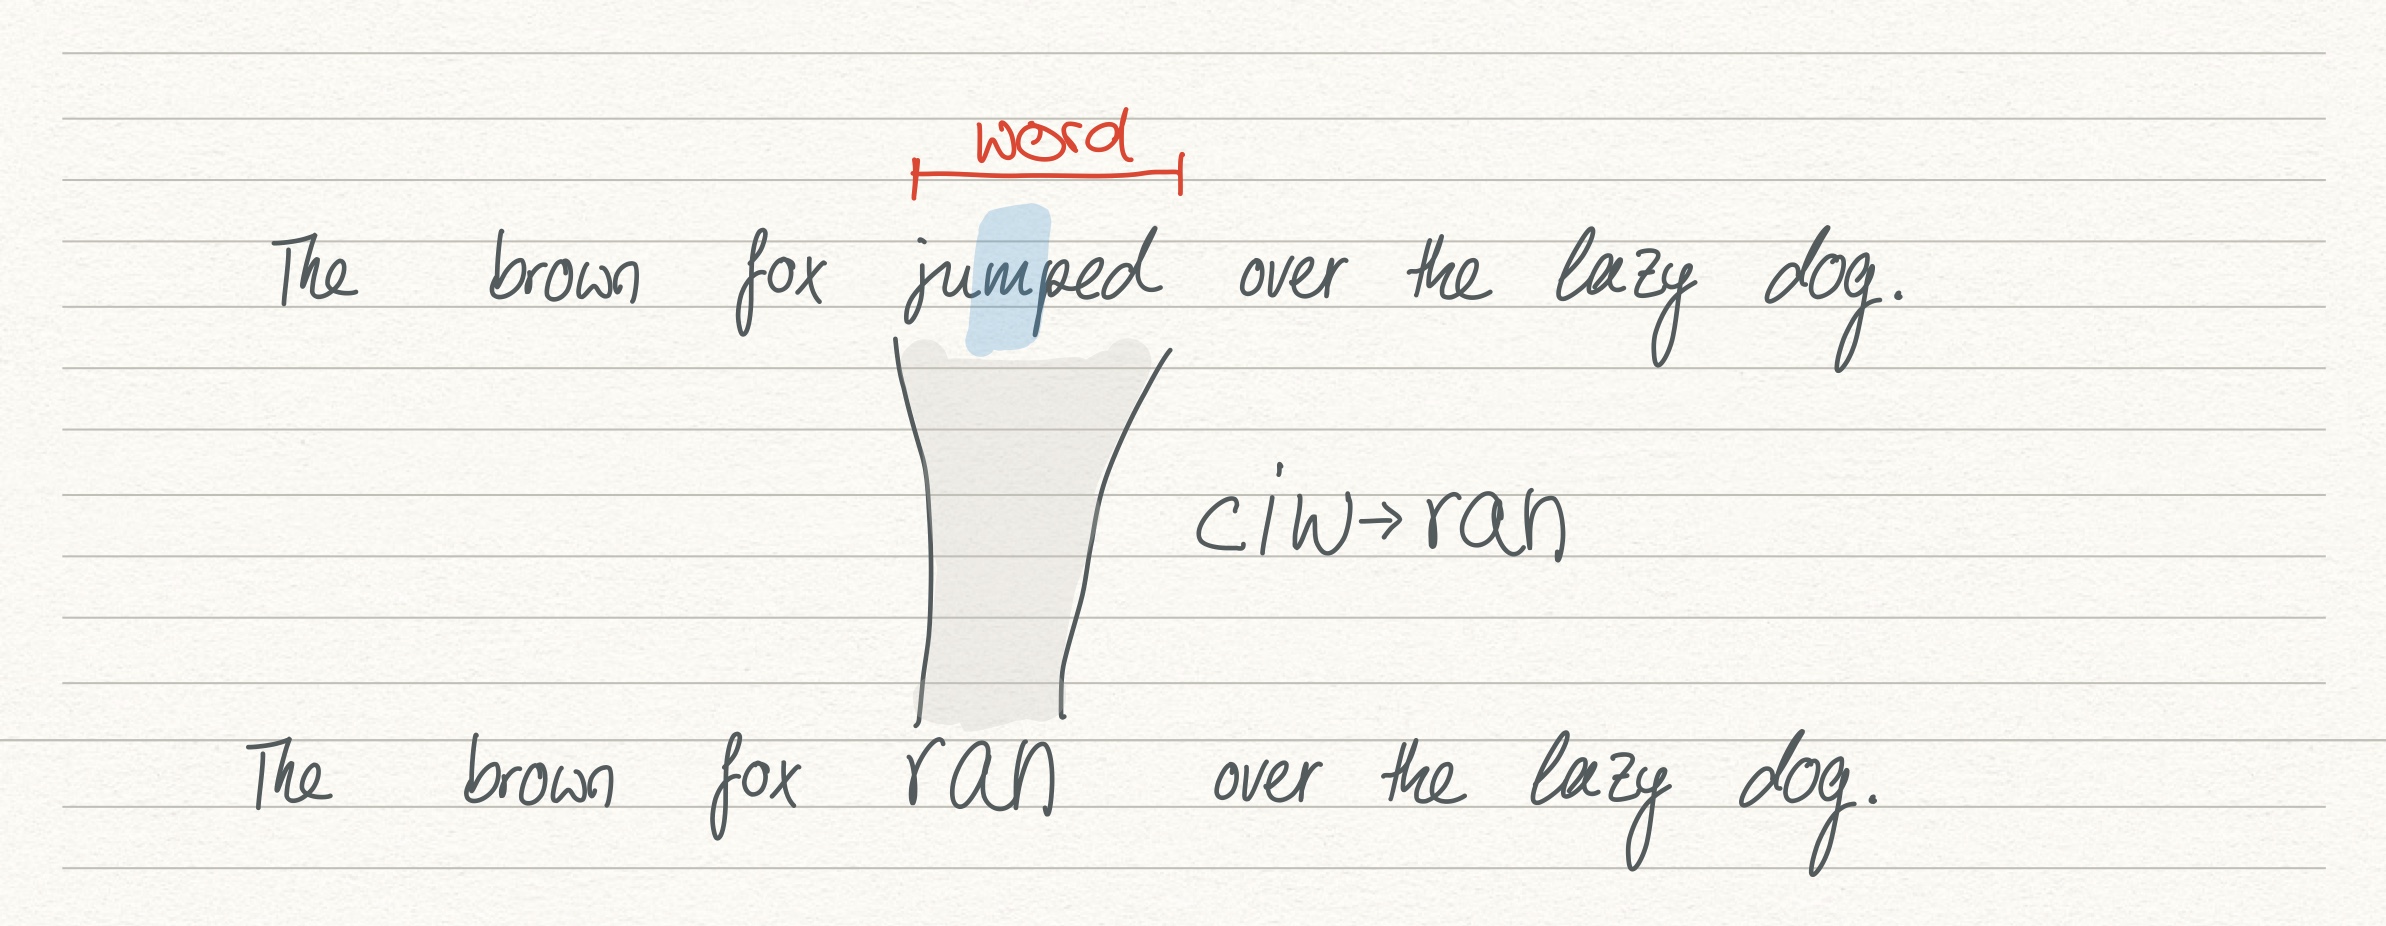 word
The brown fox jumped over the lazy dog.
ciw→ran
The brown fox ran over the lazy dog.